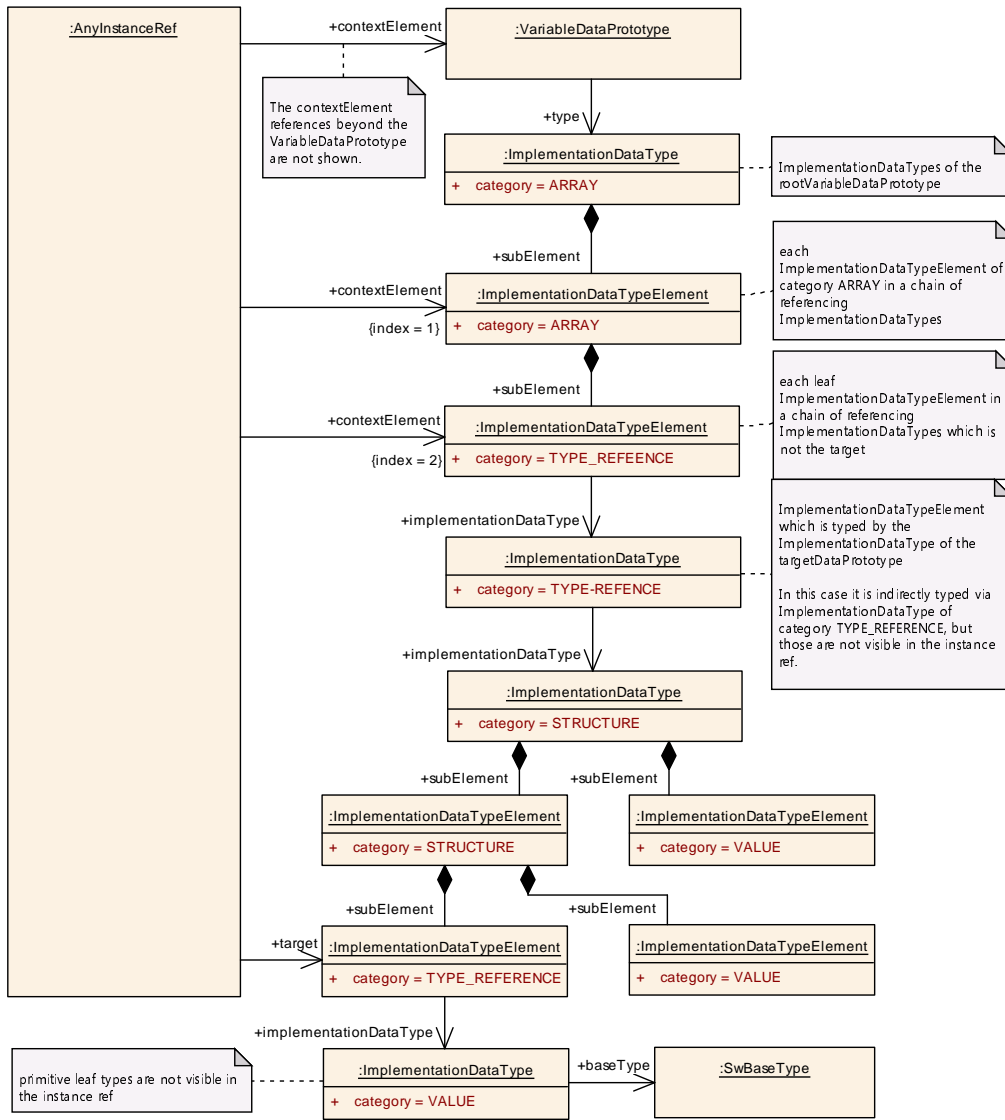 :AnyInstanceRef
+contextElement
:VariableDataPrototype
The contextElement
references beyond the
VariableDataPrototype
are not shown.
+type
:ImplementationDataType
+ category = ARRAY
ImplementationDataTypes of the
rootVariableDataPrototype
+subElement
each
ImplementationDataTypeElement of
category ARRAY in a chain of
referencing
ImplementationDataTypes
+contextElement
{index = 1}
:ImplementationDataTypeElement
+ category = ARRAY
+subElement
each leaf
ImplementationDataTypeElement in
a chain of referencing
ImplementationDataTypes which is
not the target
+contextElement
{index = 2}
:ImplementationDataTypeElement
+ category = TYPE_REFEENCE
+implementationDataType
ImplementationDataTypeElement
which is typed by the
ImplementationDataType of the
targetDataPrototype
In this case it is indirectly typed via
ImplementationDataType of
category TYPE_REFERENCE, but
those are not visible in the instance
ref.
:ImplementationDataType
+ category = TYPE-REFENCE
+implementationDataType
:ImplementationDataType
+ category = STRUCTURE
+subElement
+subElement
:ImplementationDataTypeElement
+ category = STRUCTURE
:ImplementationDataTypeElement
+ category = VALUE
+subElement
+subElement
+target
:ImplementationDataTypeElement
+ category = TYPE_REFERENCE
:ImplementationDataTypeElement
+ category = VALUE
+implementationDataType
primitive leaf types are not visible in
the instance ref
:ImplementationDataType
+ category = VALUE
+baseType
:SwBaseType